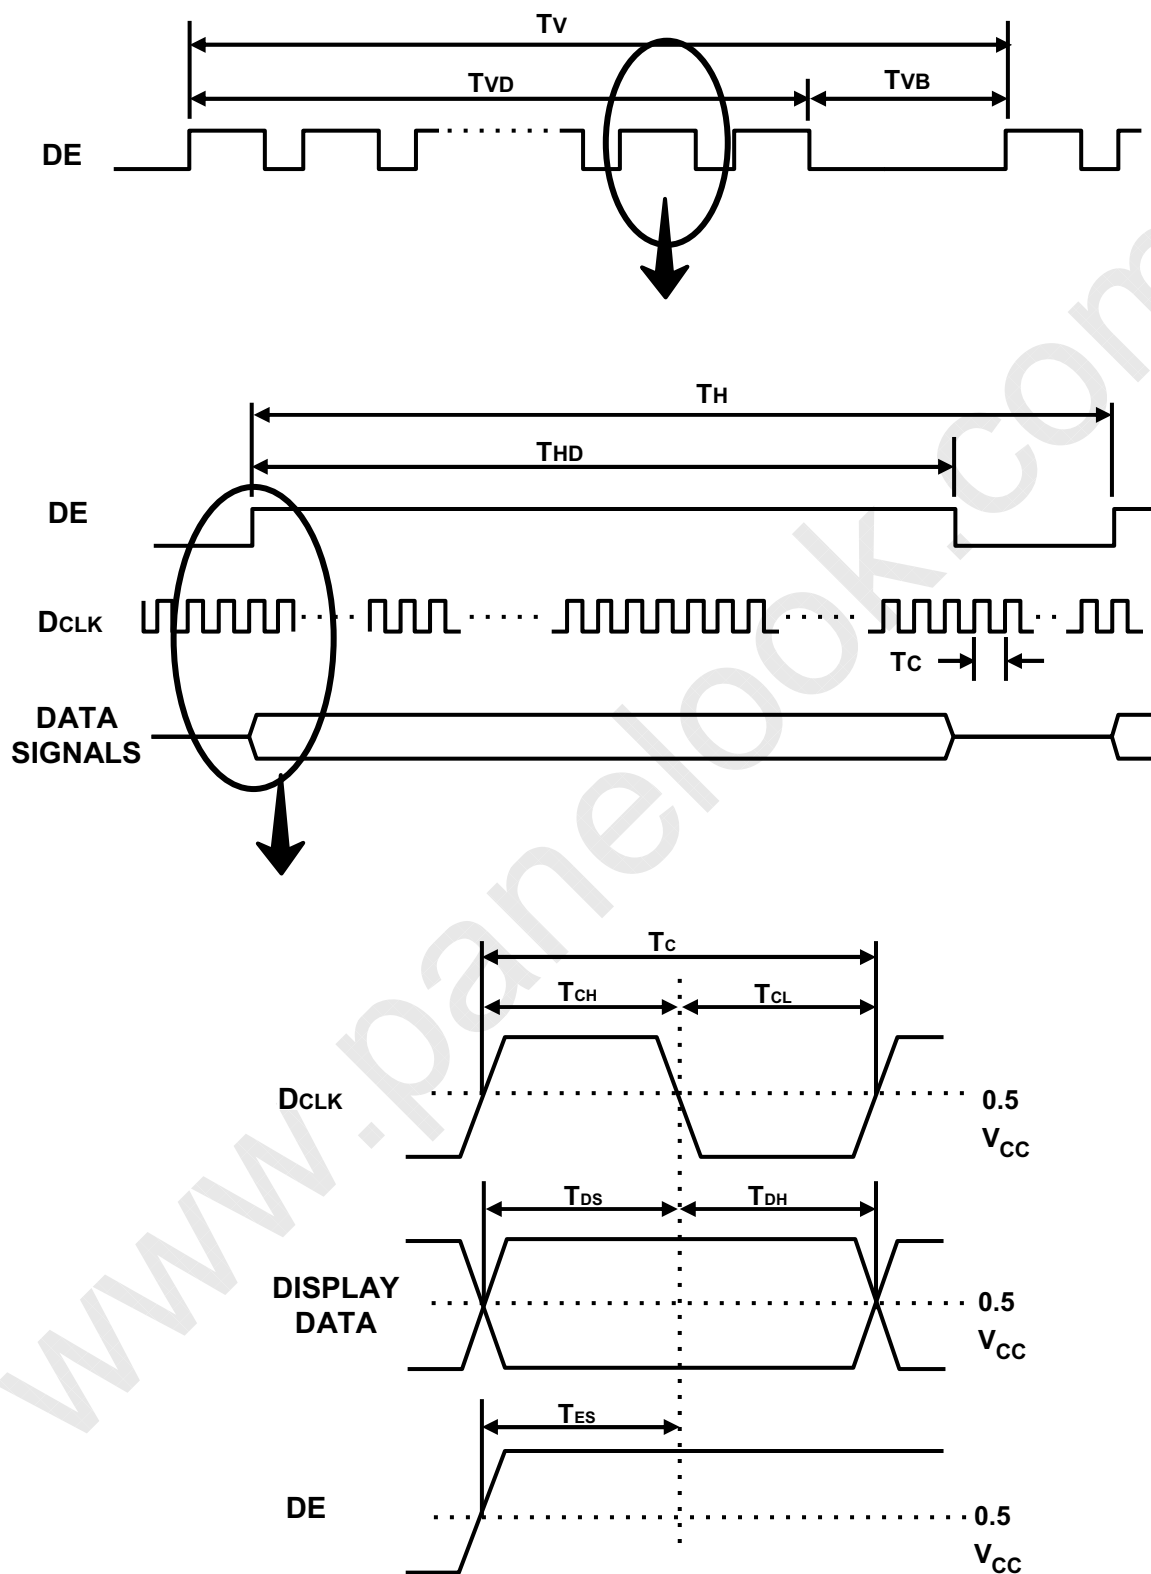 TV
TVD
TVB
DE
TH
THD
DE
DCLK
TC
DATA
SIGNALS
TC
TCH
TCL
DCLK
0.5
VCC
TDS
TDH
DISPLAY
DATA
0.5
VCC
TES
DE
0.5
VCC
www.panelook.com